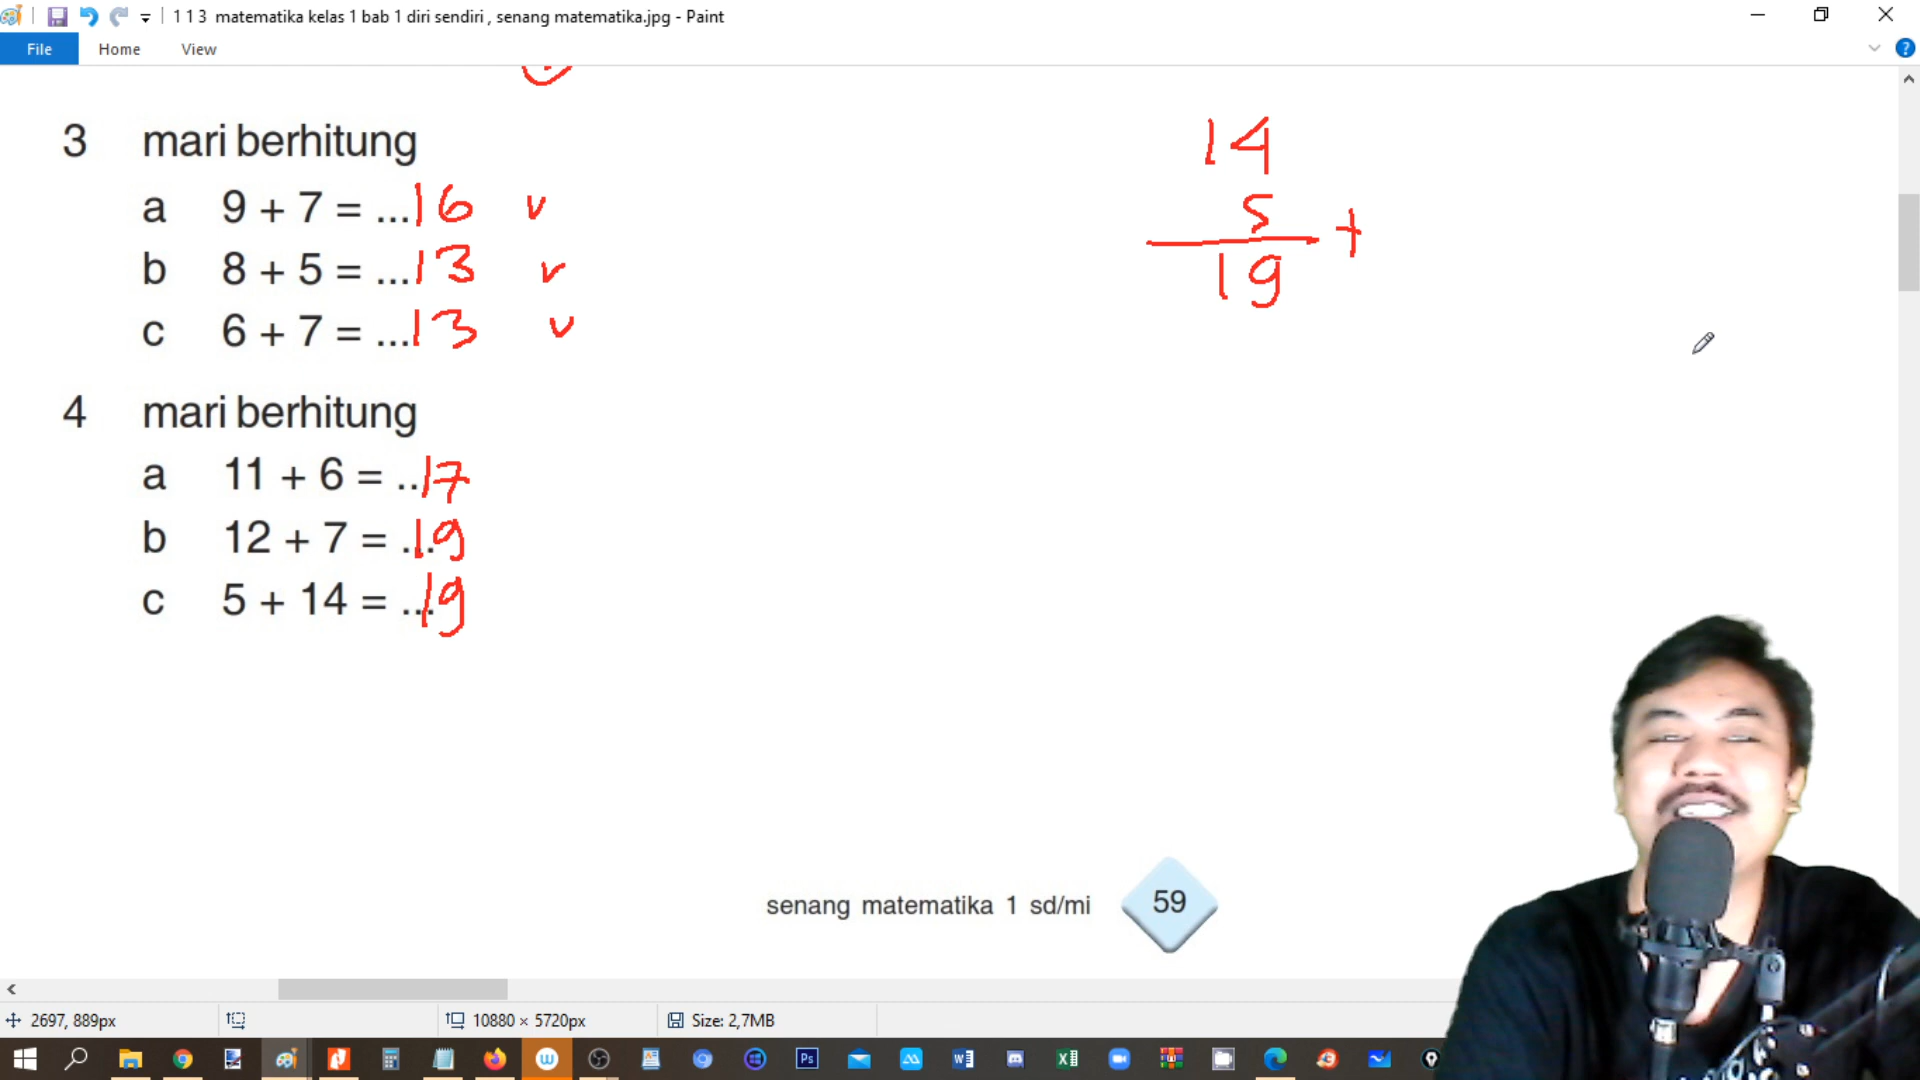 1 1 3 matematika kelas 1 bab 1 diri sendiri , senang matematika.jpg - Paint
File Home View
3 mari berhitung
a 9 + 7 = ...16 v
b 8 + 5 = ...13 v
c 6 + 7 = ...13 v
14
5 +
19
4 mari berhitung
a 11 + 6 = ..17
b 12 + 7 = ...19
c 5 + 14 = ...19
senang matematika 1 sd/mi 59
2697, 889px 10880 × 5720px Size: 2,7MB